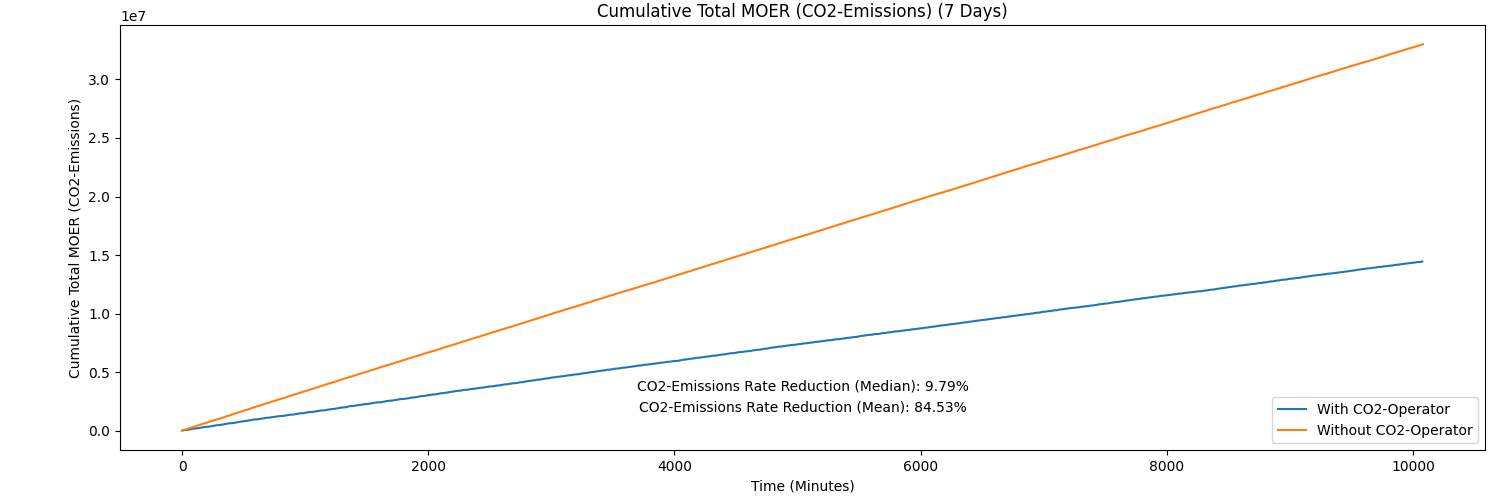 Cumulative Total MOER (CO2-Emissions) (7 Days)
1e7
3.0
2.5
2.0
1.5
1.0
0.5
0.0
Cumulative Total MOER (CO2-Emissions)
CO2-Emissions Rate Reduction (Median): 9.79%
CO2-Emissions Rate Reduction (Mean): 84.53%
With CO2-Operator
Without CO2-Operator
0
2000
4000
6000
8000
10000
Time (Minutes)